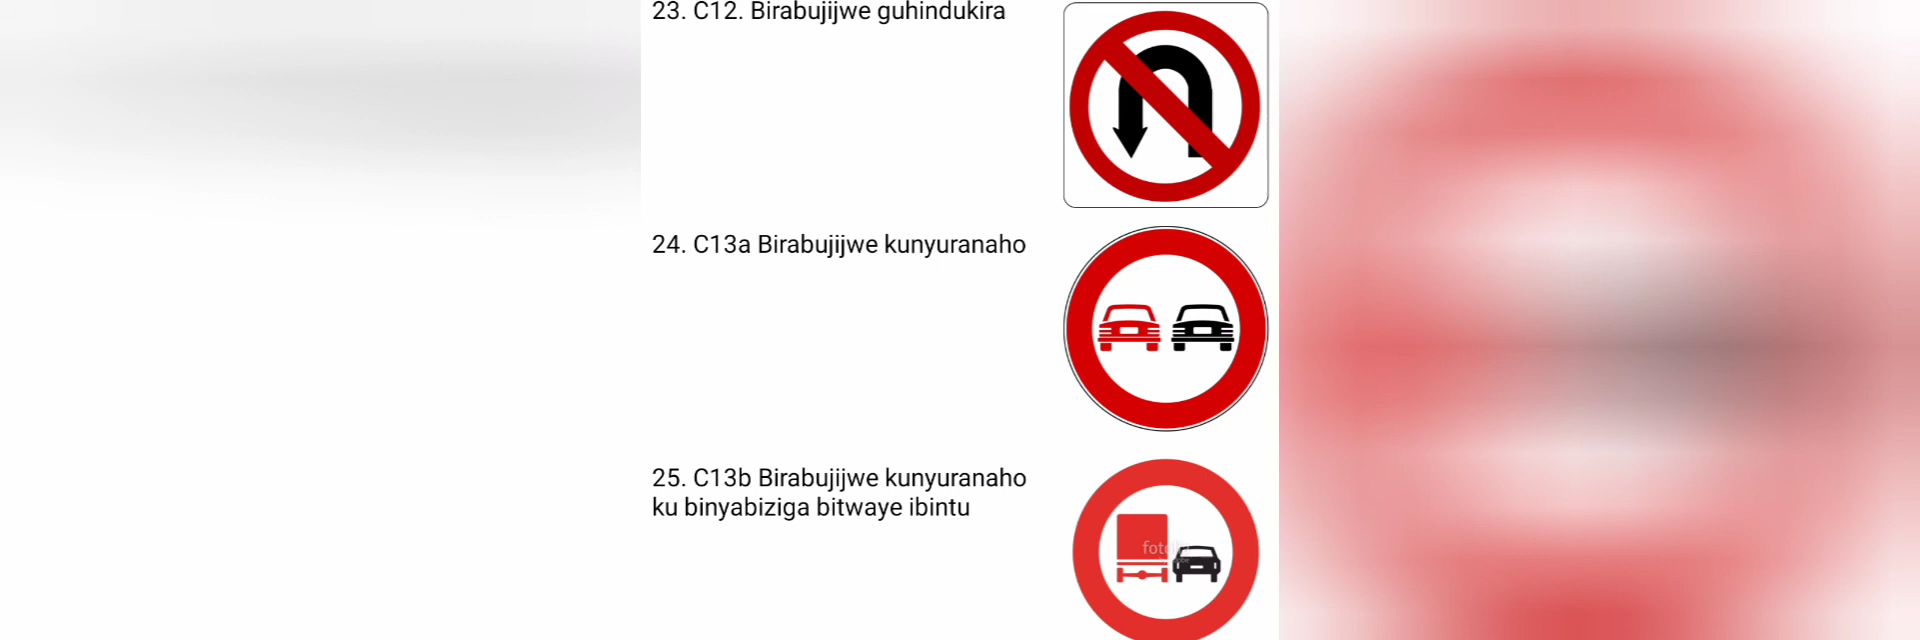 23. C12. Birabujijwe guhindukira
24. C13a Birabujijwe kunyuranaho
25. C13b Birabujijwe kunyuranaho
ku binyabiziga bitwaye ibintu